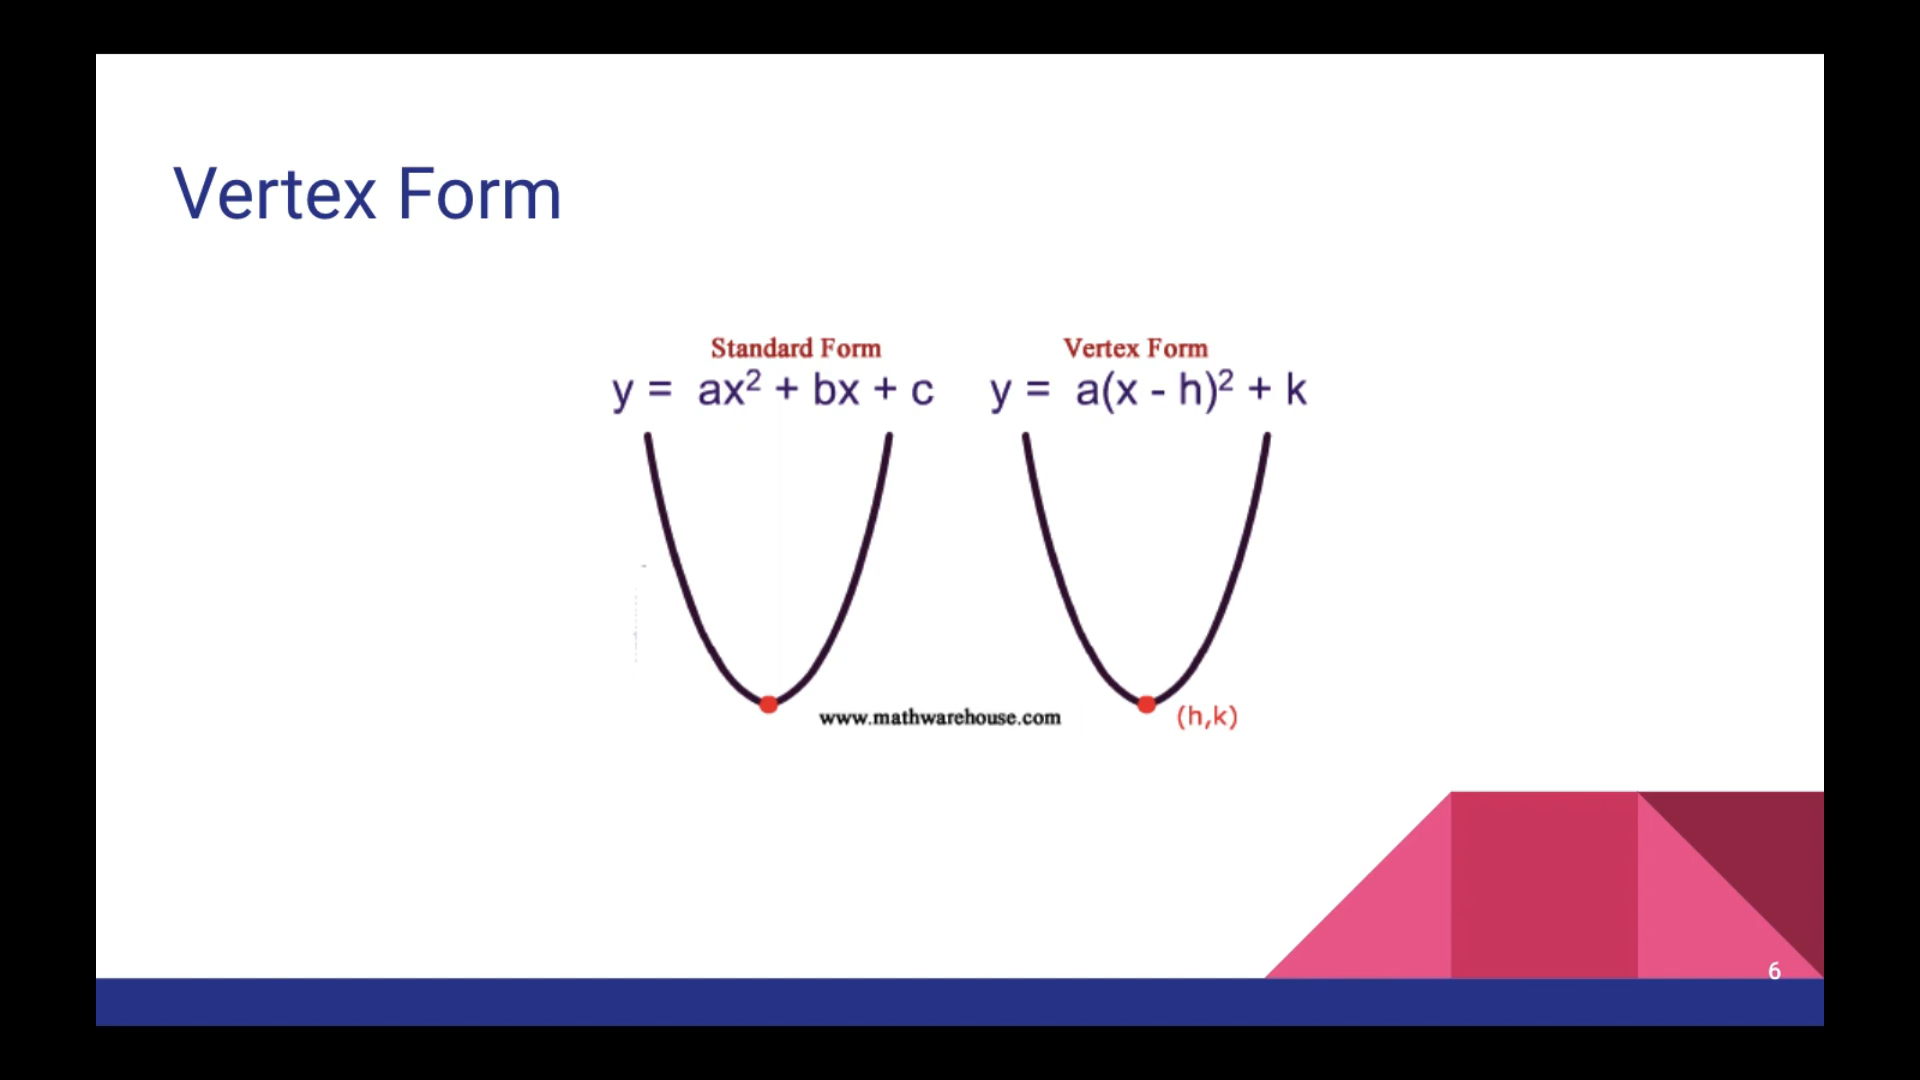 Vertex Form
Standard Form
y = ax² + bx + c
Vertex Form
y = a(x - h)² + k
www.mathwarehouse.com
(h,k)
6